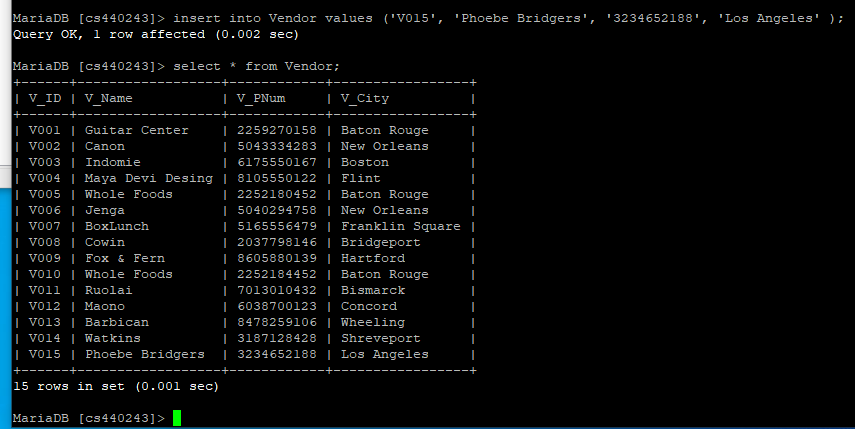 MariaDB [cs440243]> insert into Vendor values ('V015', 'Phoebe Bridgers', '3234652188', 'Los Angeles' );
Query OK, 1 row affected (0.002 sec)
MariaDB [cs440243]> select * from Vendor;
+------+------------------+------------+-----------------+
| V_ID | V_Name           | V_PNum     | V_City          |
+------+------------------+------------+-----------------+
| V001 | Guitar Center    | 2259270158 | Baton Rouge     |
| V002 | Canon            | 5043334283 | New Orleans     |
| V003 | Indomie          | 6175550167 | Boston          |
| V004 | Maya Devi Desing | 8105550122 | Flint           |
| V005 | Whole Foods      | 2252180452 | Baton Rouge     |
| V006 | Jenga            | 5040294758 | New Orleans     |
| V007 | BoxLunch         | 5165556479 | Franklin Square |
| V008 | Cowin            | 2037798146 | Bridgeport      |
| V009 | Fox & Fern       | 8605880139 | Hartford        |
| V010 | Whole Foods      | 2252184452 | Baton Rouge     |
| V011 | Ruolai           | 7013010432 | Bismarck        |
| V012 | Maono            | 6038700123 | Concord         |
| V013 | Barbican         | 8478259106 | Wheeling        |
| V014 | Watkins          | 3187128428 | Shreveport      |
| V015 | Phoebe Bridgers  | 3234652188 | Los Angeles     |
+------+------------------+------------+-----------------+
15 rows in set (0.001 sec)
MariaDB [cs440243]>